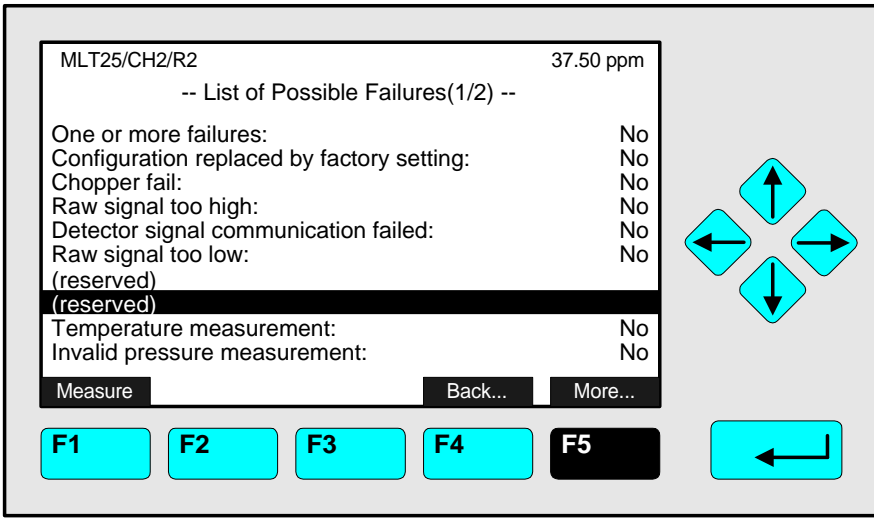 MLT25/CH2/R2 37.50 ppm
-- List of Possible Failures(1/2) --
One or more failures: No
Configuration replaced by factory setting: No
Chopper fail: No
Raw signal too high: No
Detector signal communication failed: No
Raw signal too low: No
(reserved)
(reserved)
Temperature measurement: No
Invalid pressure measurement: No
Measure Back... More...
F1 F2 F3 F4 F5